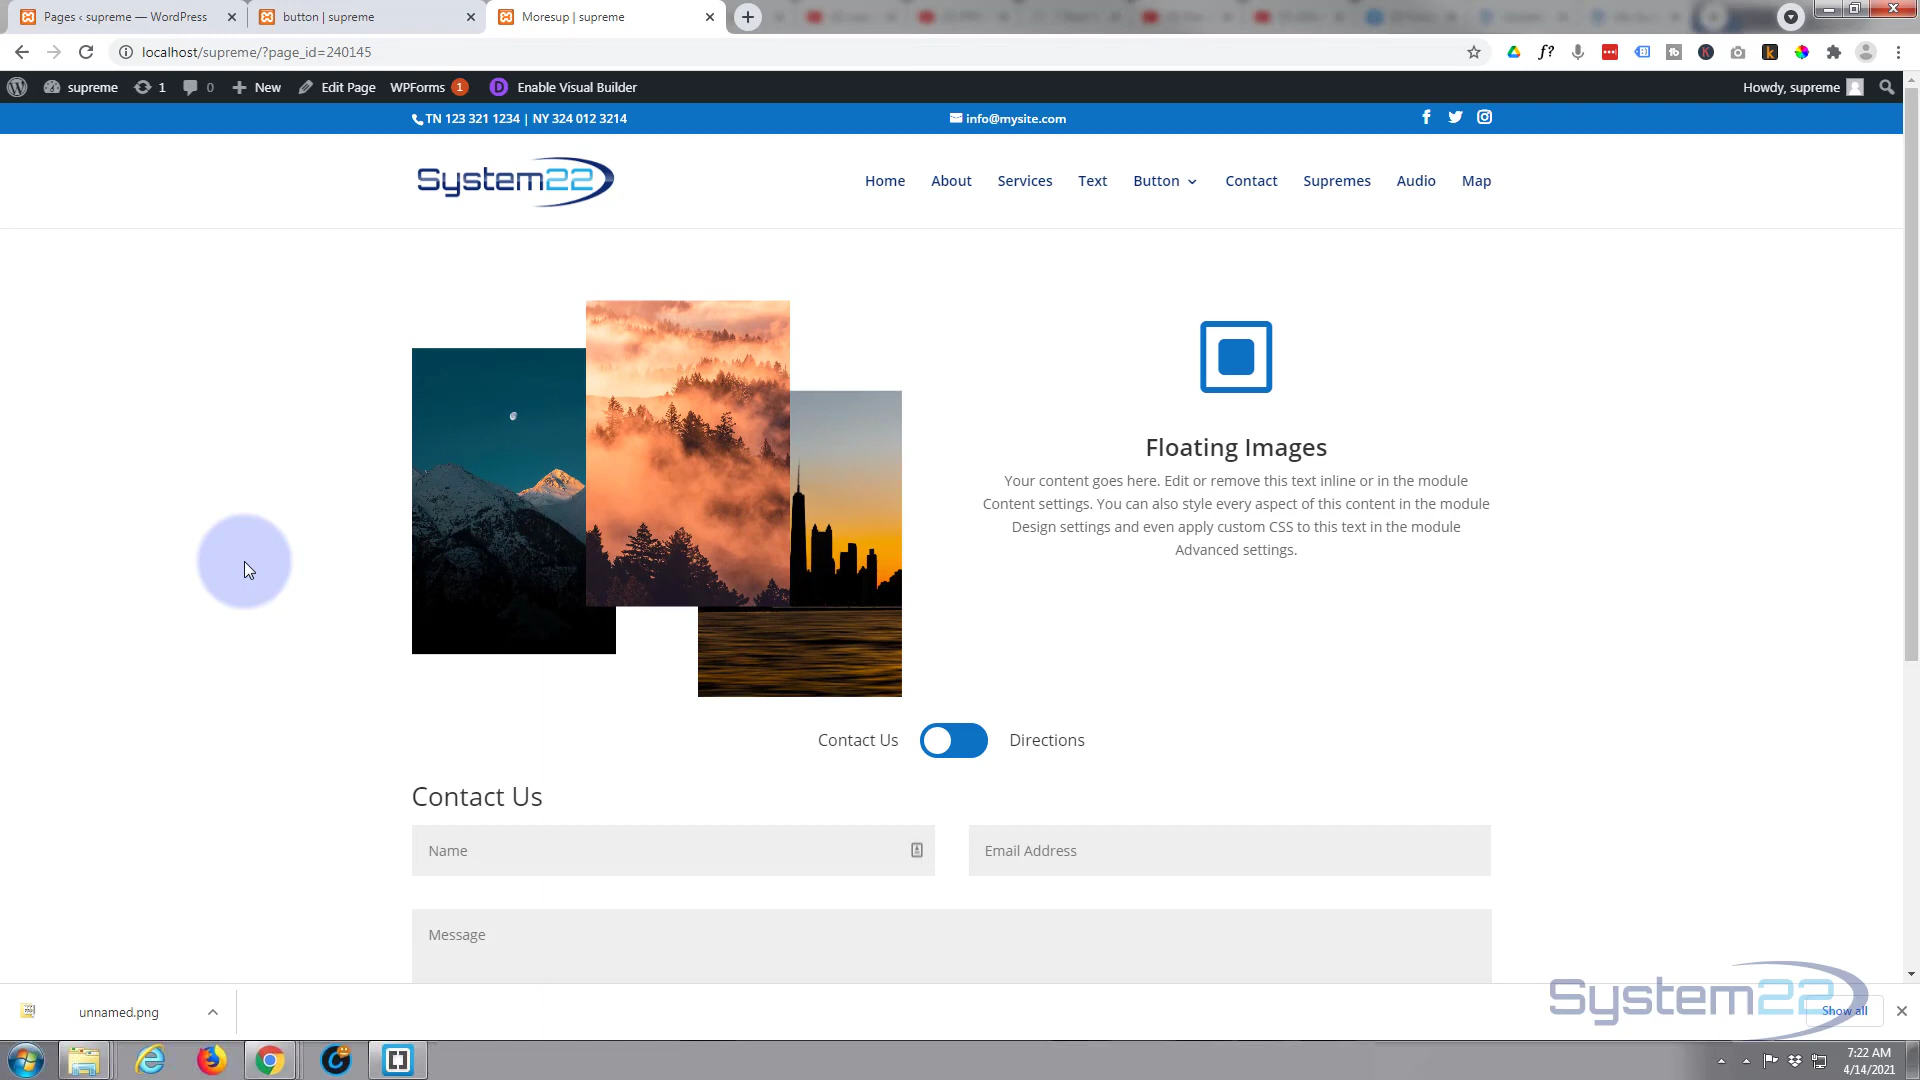 Pages ‹ supreme — WordPress
button | supreme
Moresup | supreme
localhost/supreme/?page_id=240145
supreme 1 0 New Edit Page WPForms 1 Enable Visual Builder Howdy, supreme
TN 123 321 1234 | NY 324 012 3214
info@mysite.com
System22
Home About Services Text Button Contact Supremes Audio Map
Floating Images
Your content goes here. Edit or remove this text inline or in the module
Content settings. You can also style every aspect of this content in the module
Design settings and even apply custom CSS to this text in the module
Advanced settings.
Contact Us Directions
Contact Us
Name
Email Address
Message
System22
unnamed.png
Show all
7:22 AM
4/14/2021